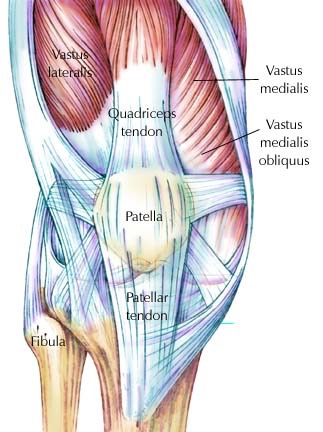 Vastus
lateralis
Vastus
medialis
Quadriceps
tendon
Vastus
medialis
obliquus
Patella
Patellar
tendon
Fibula